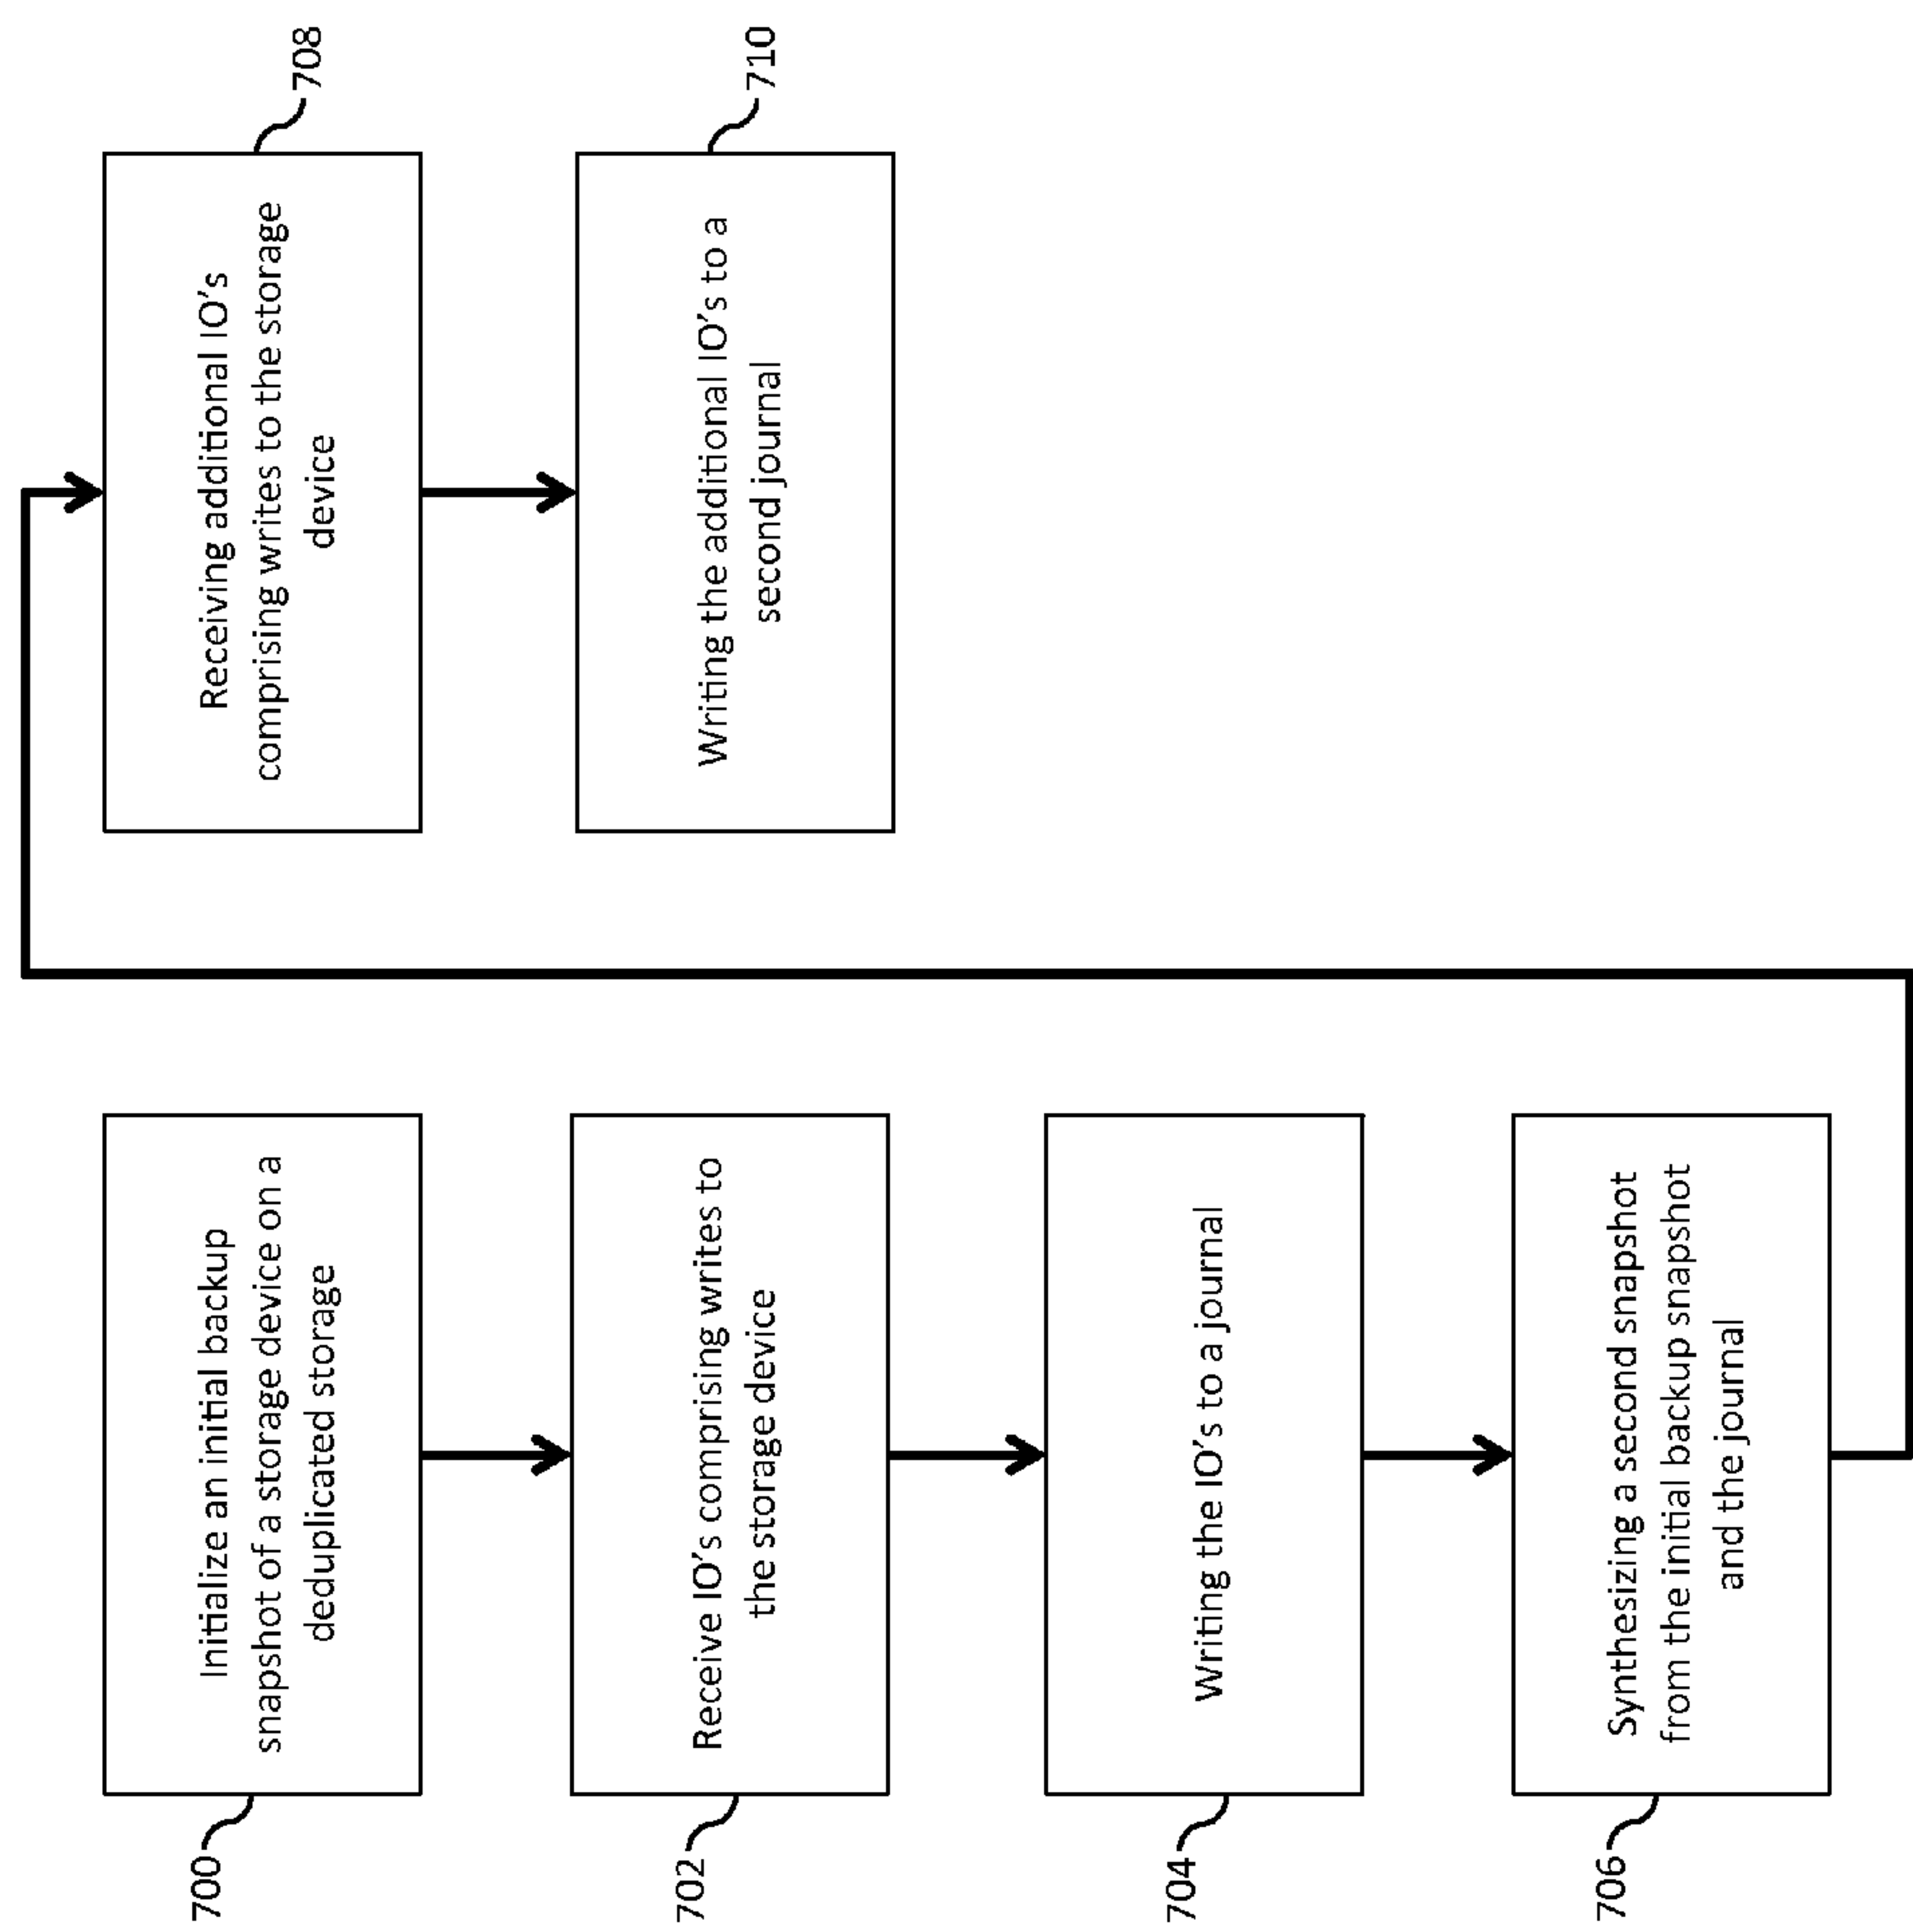 700
Initialize an initial backup
snapshot of a storage device on a
deduplicated storage
702
Receive IO's comprising writes to
the storage device
704
Writing the IO's to a journal
706
Synthesizing a second snapshot
from the initial backup snapshot
and the journal
708
Receiving additional IO's
comprising writes to the storage
device
710
Writing the additional IO's to a
second journal